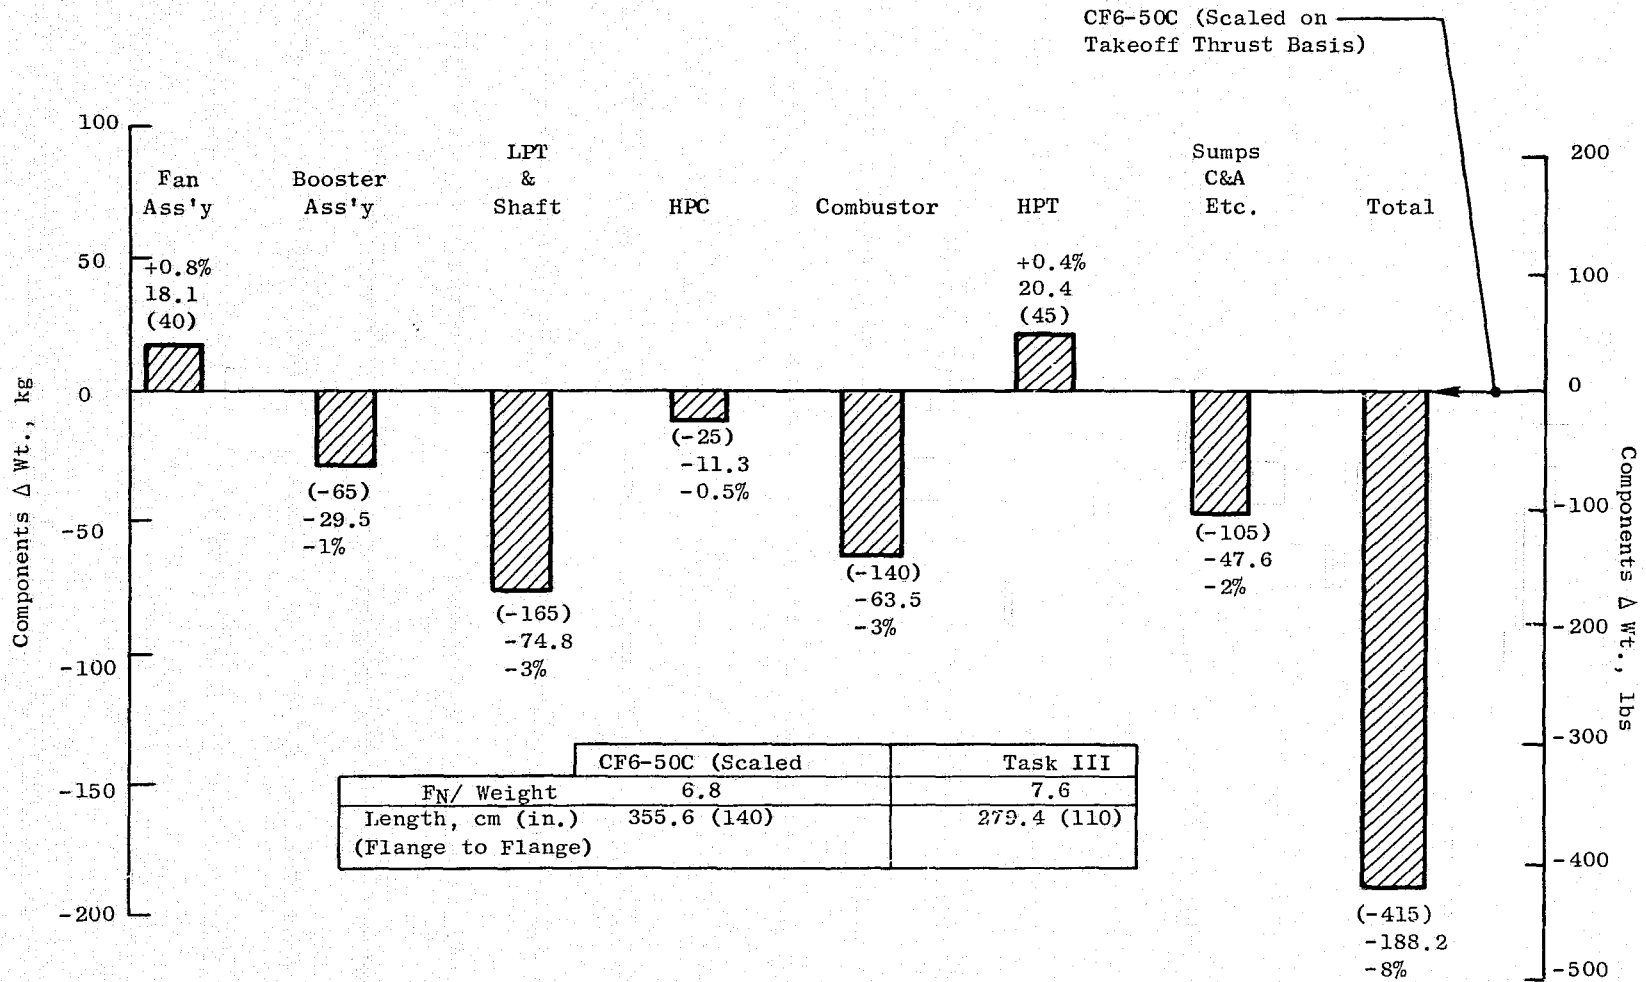 CF6-50C (Scaled on
Takeoff Thrust Basis)
Components Δ Wt., kg
100
50
0
-50
-100
-150
-200
Fan
Ass'y
+0.8%
18.1
(40)
Booster
Ass'y
(-65)
-29.5
-1%
LPT
&
Shaft
(-165)
-74.8
-3%
HPC
(-25)
-11.3
-0.5%
Combustor
(-140)
-63.5
-3%
HPT
+0.4%
20.4
(45)
Sumps
C&A
Etc.
(-105)
-47.6
-2%
Total
(-415)
-188.2
-8%
200
100
0
-100
-200
-300
-400
-500
Components Δ Wt., lbs
CF6-50C (Scaled Task III
FN/ Weight 6.8 7.6
Length, cm (in.) 355.6 (140) 279.4 (110)
(Flange to Flange)